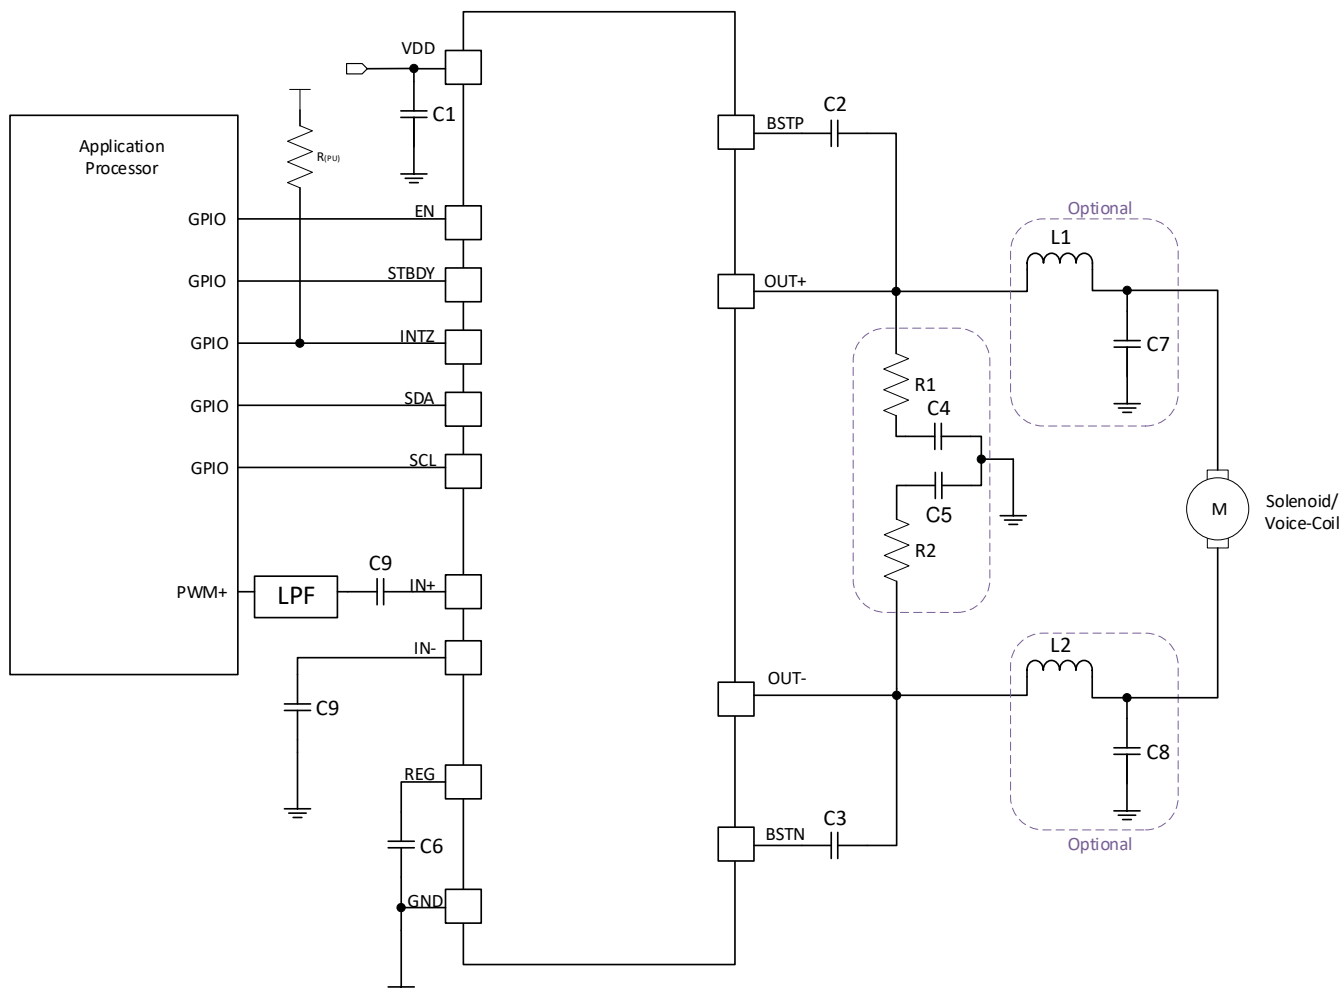 VDD
C1
Application
Processor
R(PU)
GPIO
EN
GPIO
STBDY
GPIO
INTZ
GPIO
SDA
GPIO
SCL
PWM+
LPF
C9
IN+
IN-
C9
REG
C6
GND
BSTP
C2
OUT+
Optional
L1
C7
R1
C4
C5
R2
M
Solenoid/
Voice-Coil
OUT-
L2
C8
Optional
BSTN
C3